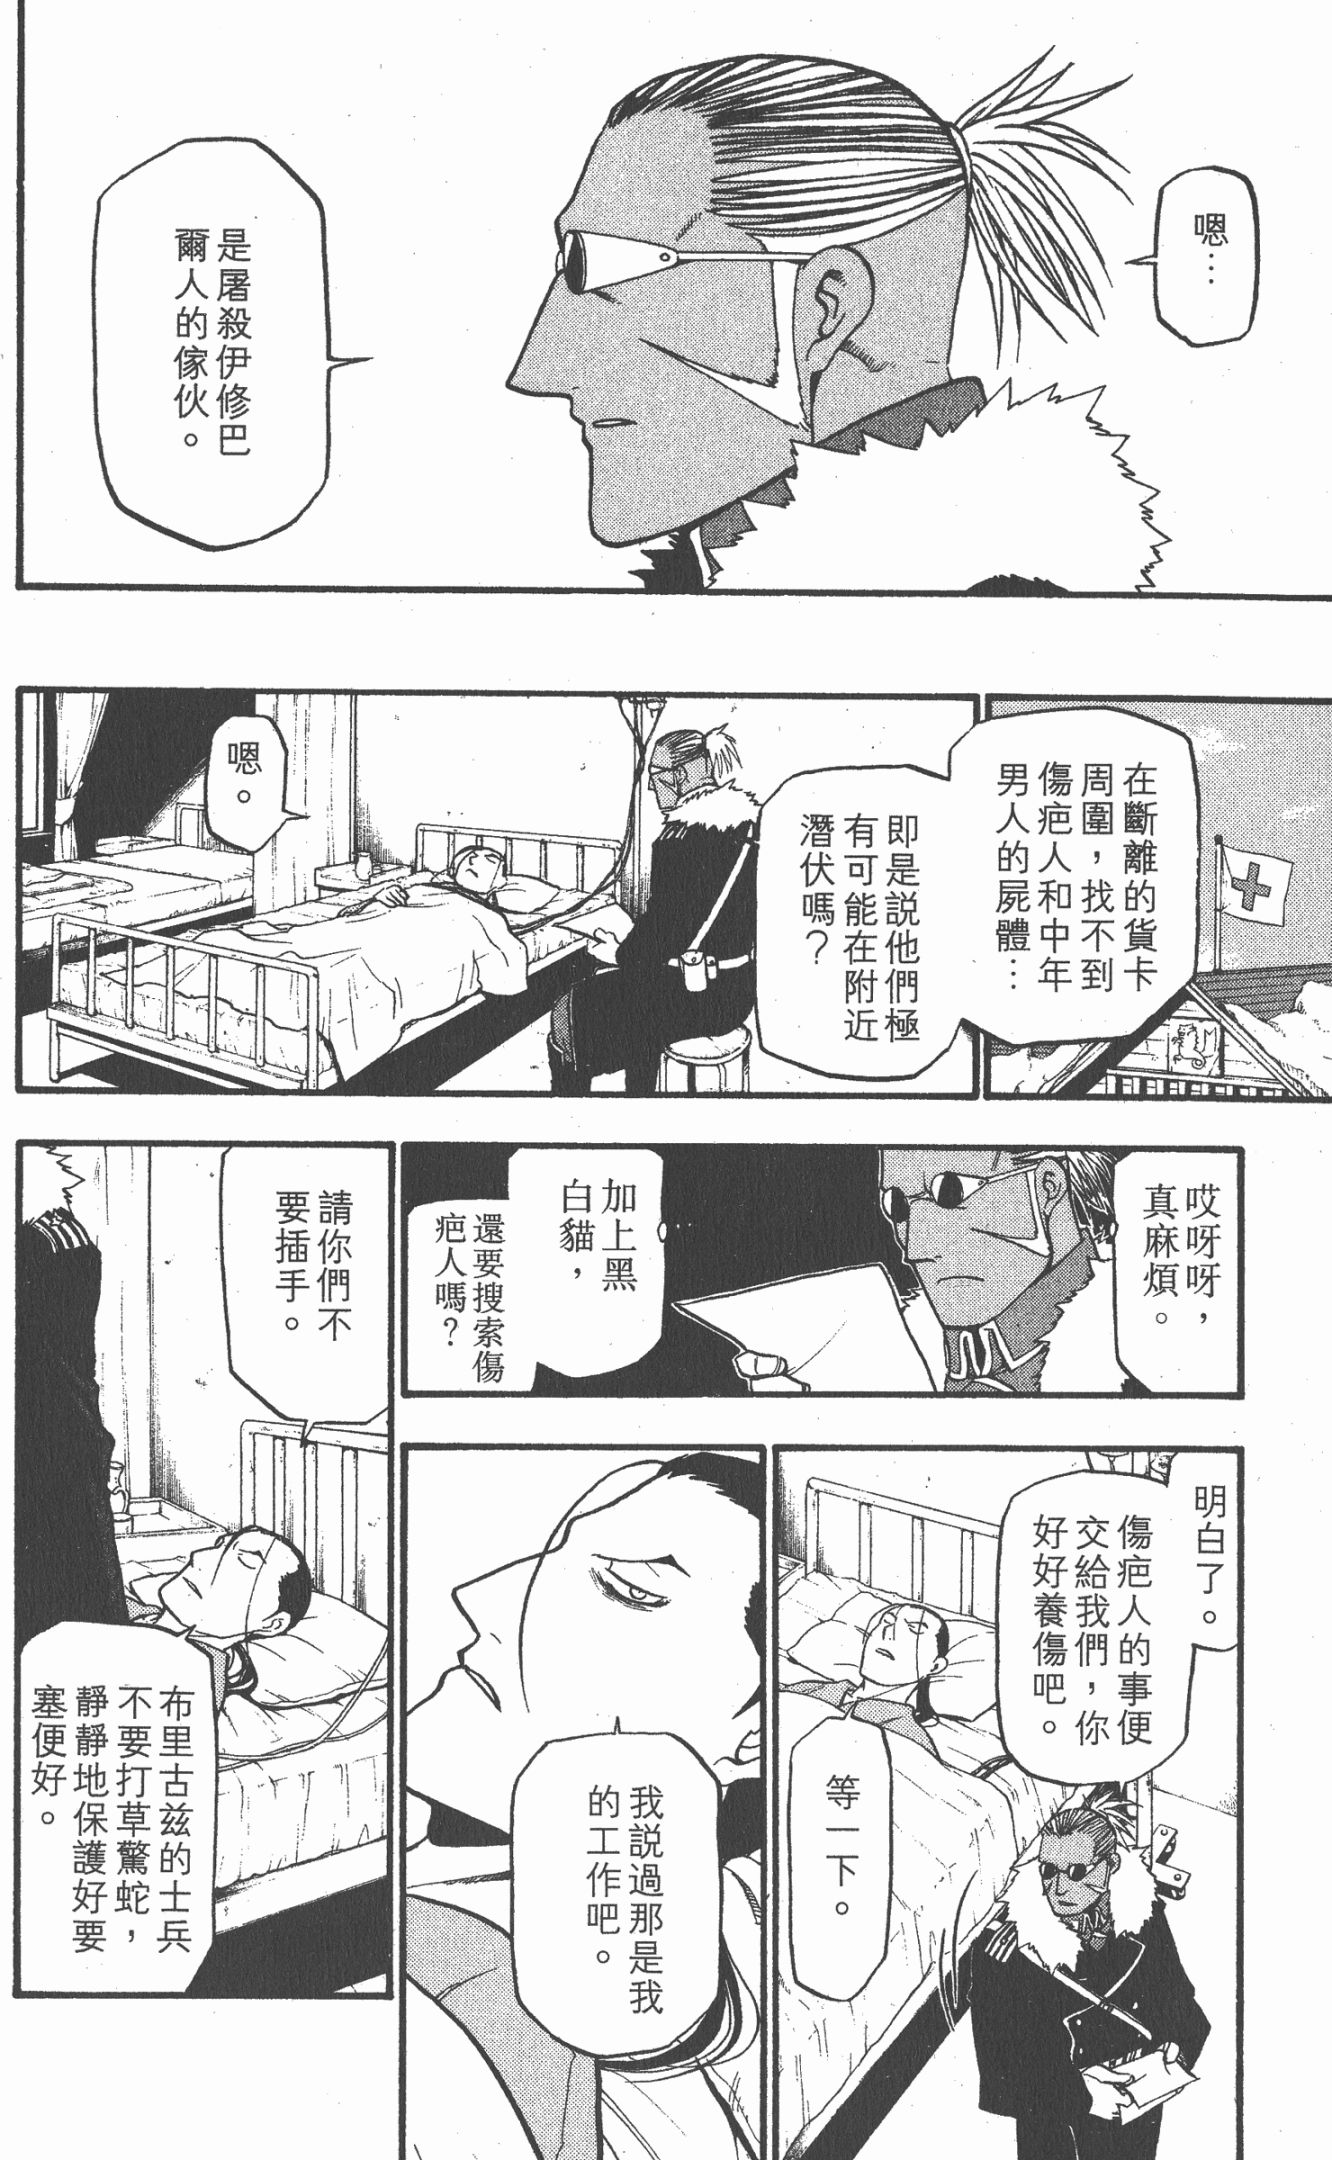 嗯…
是屠殺伊修巴
爾人的傢伙。
在斷離的貨卡
周圍，找不到
傷疤人和中年
男人的屍體…
即是説他們極
有可能在附近
潛伏嗎？
嗯。
哎呀呀，
真麻煩。
加上黑
白貓，
還要搜索傷
疤人嗎？
明白了。
傷疤人的事便
交給我們，你
好好養傷吧。
等一下。
我説過那是我
的工作吧。
請你們不
要插手。
布里古兹的士兵
不要打草驚蛇，
靜靜地保護好要
塞便好。